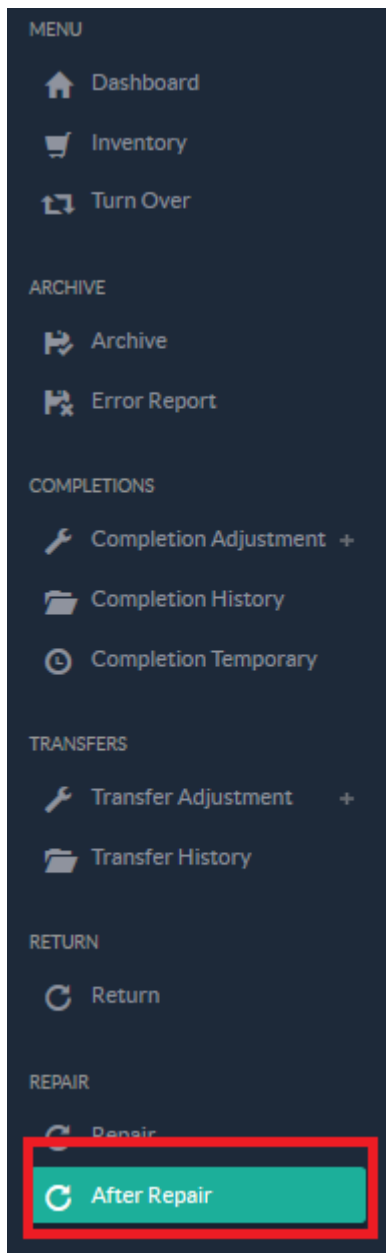 MENU
Dashboard
Inventory
Turn Over
ARCHIVE
Archive
Error Report
COMPLETIONS
Completion Adjustment +
Completion History
Completion Temporary
TRANSFERS
Transfer Adjustment +
Transfer History
RETURN
Return
REPAIR
Repair
After Repair